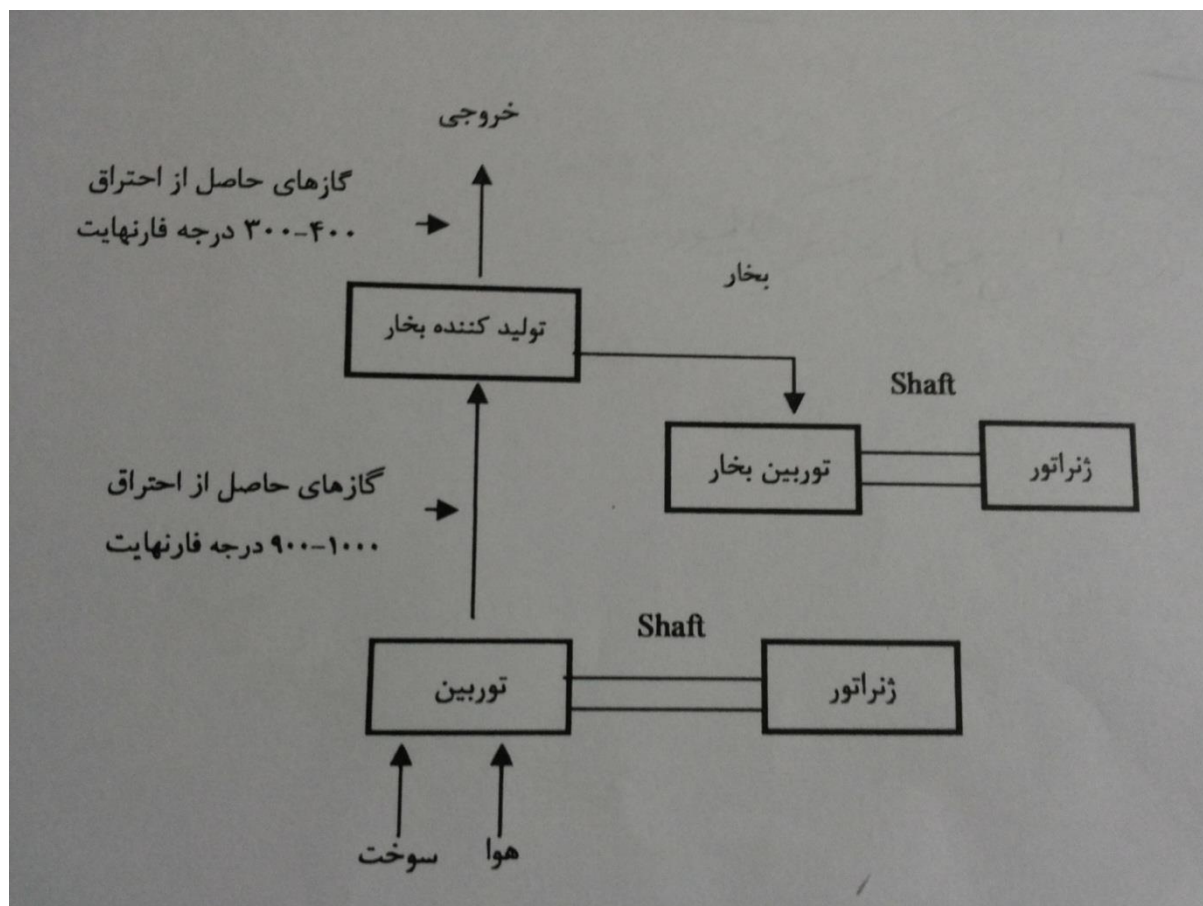 خروجی
گازهای حاصل از احتراق
۳۰۰-۴۰۰ درجه فارنهایت
بخار
تولید کننده بخار
Shaft
توربین بخار
ژنراتور
گازهای حاصل از احتراق
۹۰۰-۱۰۰۰ درجه فارنهایت
Shaft
توربین
ژنراتور
سوخت
هوا